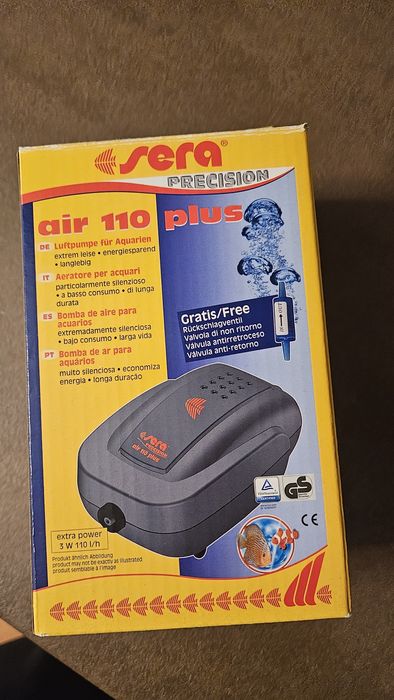 sera®
PRECISION
air 110 plus
DE Luftpumpe für Aquarien
extrem leise • energiesparend
• langlebig
IT Aeratore per acquari
particolarmente silenzioso
• a basso consumo • di lunga
durata
ES Bomba de aire para
acuarios
extremadamente silenciosa
• bajo consumo • larga vida
PT Bomba de ar para
aquários
muito silenciosa • economiza
energia • longa duração
Gratis/Free
Rückschlagventil
Valvola di non ritorno
Válvula antirretroceso
Válvula anti-retorno
sera
PRECISION
air 110 plus
extra power
3 W 110 l/h
Produkt ähnlich Abbildung
product may not be exactly as illustrated
produit semblable à l'image
GS
CE